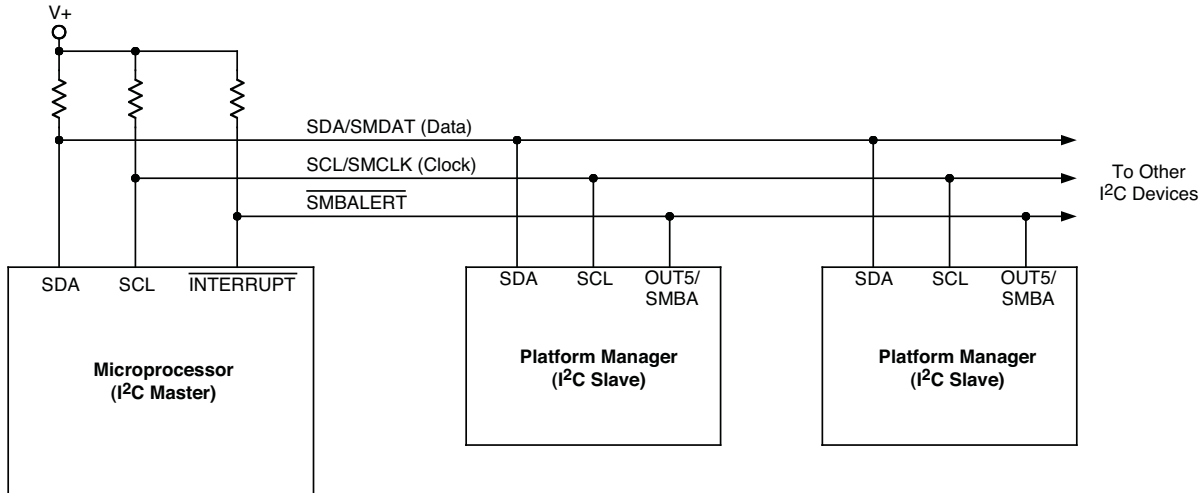 V+
SDA/SMDAT (Data)
SCL/SMCLK (Clock)
SMBALERT
To Other
I²C Devices
SDA SCL INTERRUPT
Microprocessor
(I²C Master)
SDA SCL OUT5/
SMBA
Platform Manager
(I²C Slave)
SDA SCL OUT5/
SMBA
Platform Manager
(I²C Slave)